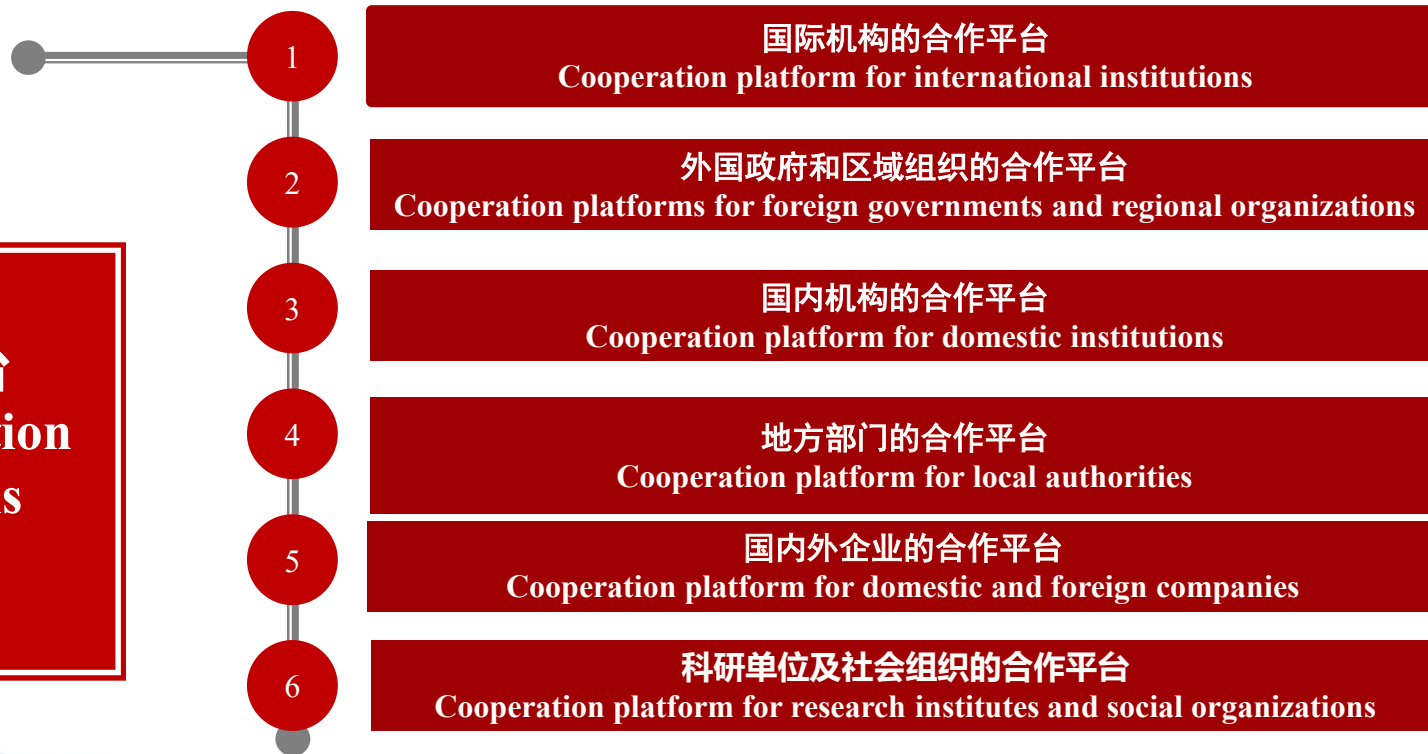 1
国际机构的合作平台
Cooperation platform for international institutions
2
外国政府和区域组织的合作平台
Cooperation platforms for foreign governments and regional organizations
3
国内机构的合作平台
Cooperation platform for domestic institutions
4
地方部门的合作平台
Cooperation platform for local authorities
5
国内外企业的合作平台
Cooperation platform for domestic and foreign companies
6
科研单位及社会组织的合作平台
Cooperation platform for research institutes and social organizations